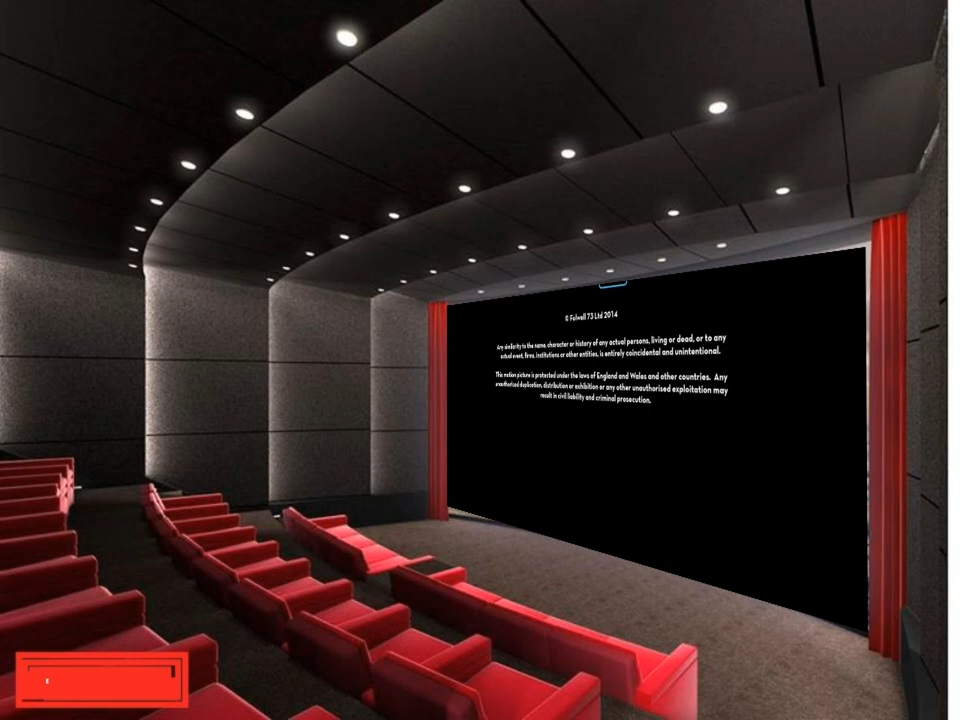 © Fulwell 73 Ltd 2014
Any similarity to the name, character or history of any actual persons, living or dead, or to any
actual event, firms, institutions or other entities, is entirely coincidental and unintentional.
This motion picture is protected under the laws of England and Wales and other countries. Any
unauthorised duplication, distribution or exhibition or any other unauthorised exploitation may
result in civil liability and criminal prosecution.